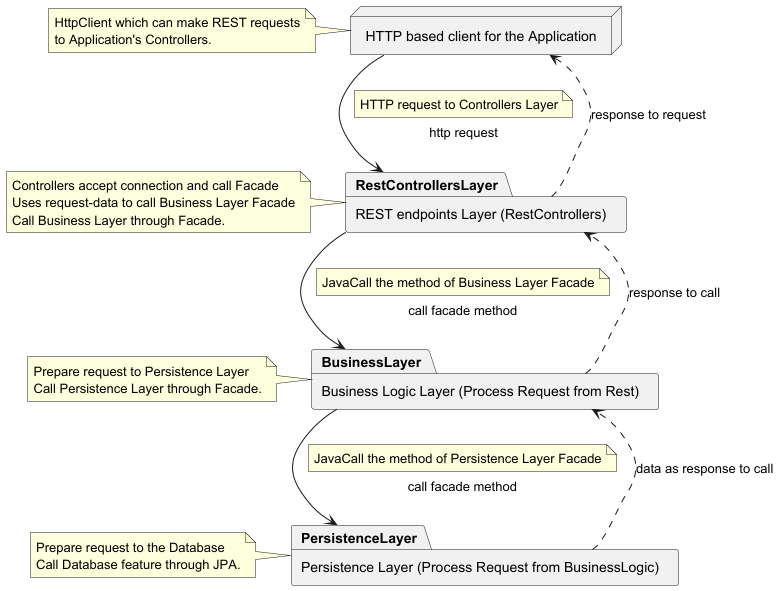 HttpClient which can make REST requests
to Application's Controllers.
HTTP based client for the Application
HTTP request to Controllers Layer
http request
response to request
Controllers accept connection and call Facade
Uses request-data to call Business Layer Facade
Call Business Layer through Facade.
RestControllersLayer
REST endpoints Layer (RestControllers)
JavaCall the method of Business Layer Facade
call facade method
response to call
Prepare request to Persistence Layer
Call Persistence Layer through Facade.
BusinessLayer
Business Logic Layer (Process Request from Rest)
JavaCall the method of Persistence Layer Facade
call facade method
data as response to call
Prepare request to the Database
Call Database feature through JPA.
PersistenceLayer
Persistence Layer (Process Request from BusinessLogic)